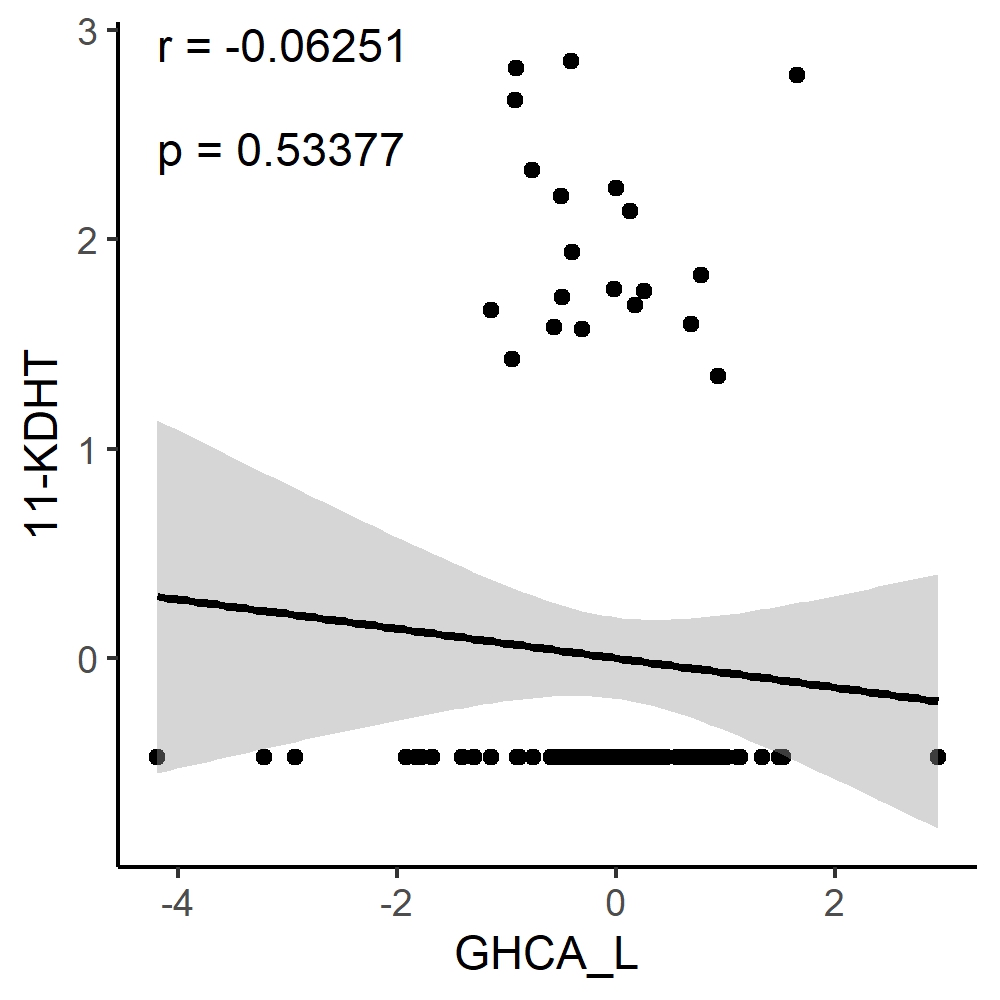 r = -0.06251
p = 0.53377
3
2
1
0
11-KDHT
-4
-2
0
2
GHCA_L